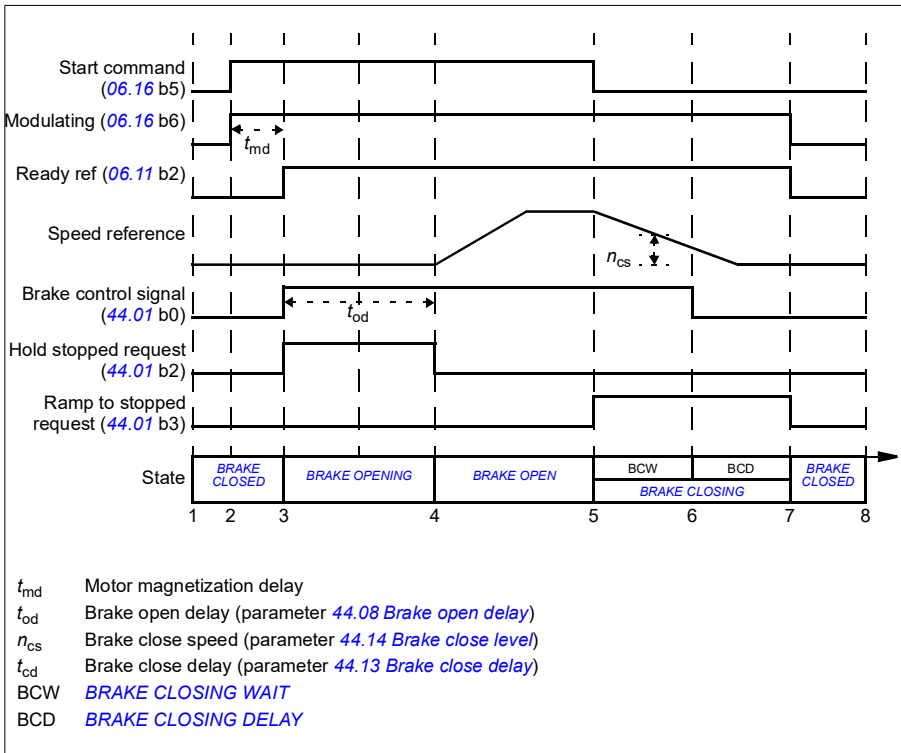 Start command
(06.16 b5)
Modulating (06.16 b6)
tmd
Ready ref (06.11 b2)
Speed reference
ncs
Brake control signal
(44.01 b0)
tod
Hold stopped request
(44.01 b2)
Ramp to stopped
request (44.01 b3)
State
BRAKE CLOSED
BRAKE OPENING
BRAKE OPEN
BCW
BCD
BRAKE CLOSING
BRAKE CLOSED
1 2 3 4 5 6 7 8
tmd Motor magnetization delay
tod Brake open delay (parameter 44.08 Brake open delay)
ncs Brake close speed (parameter 44.14 Brake close level)
tcd Brake close delay (parameter 44.13 Brake close delay)
BCW BRAKE CLOSING WAIT
BCD BRAKE CLOSING DELAY